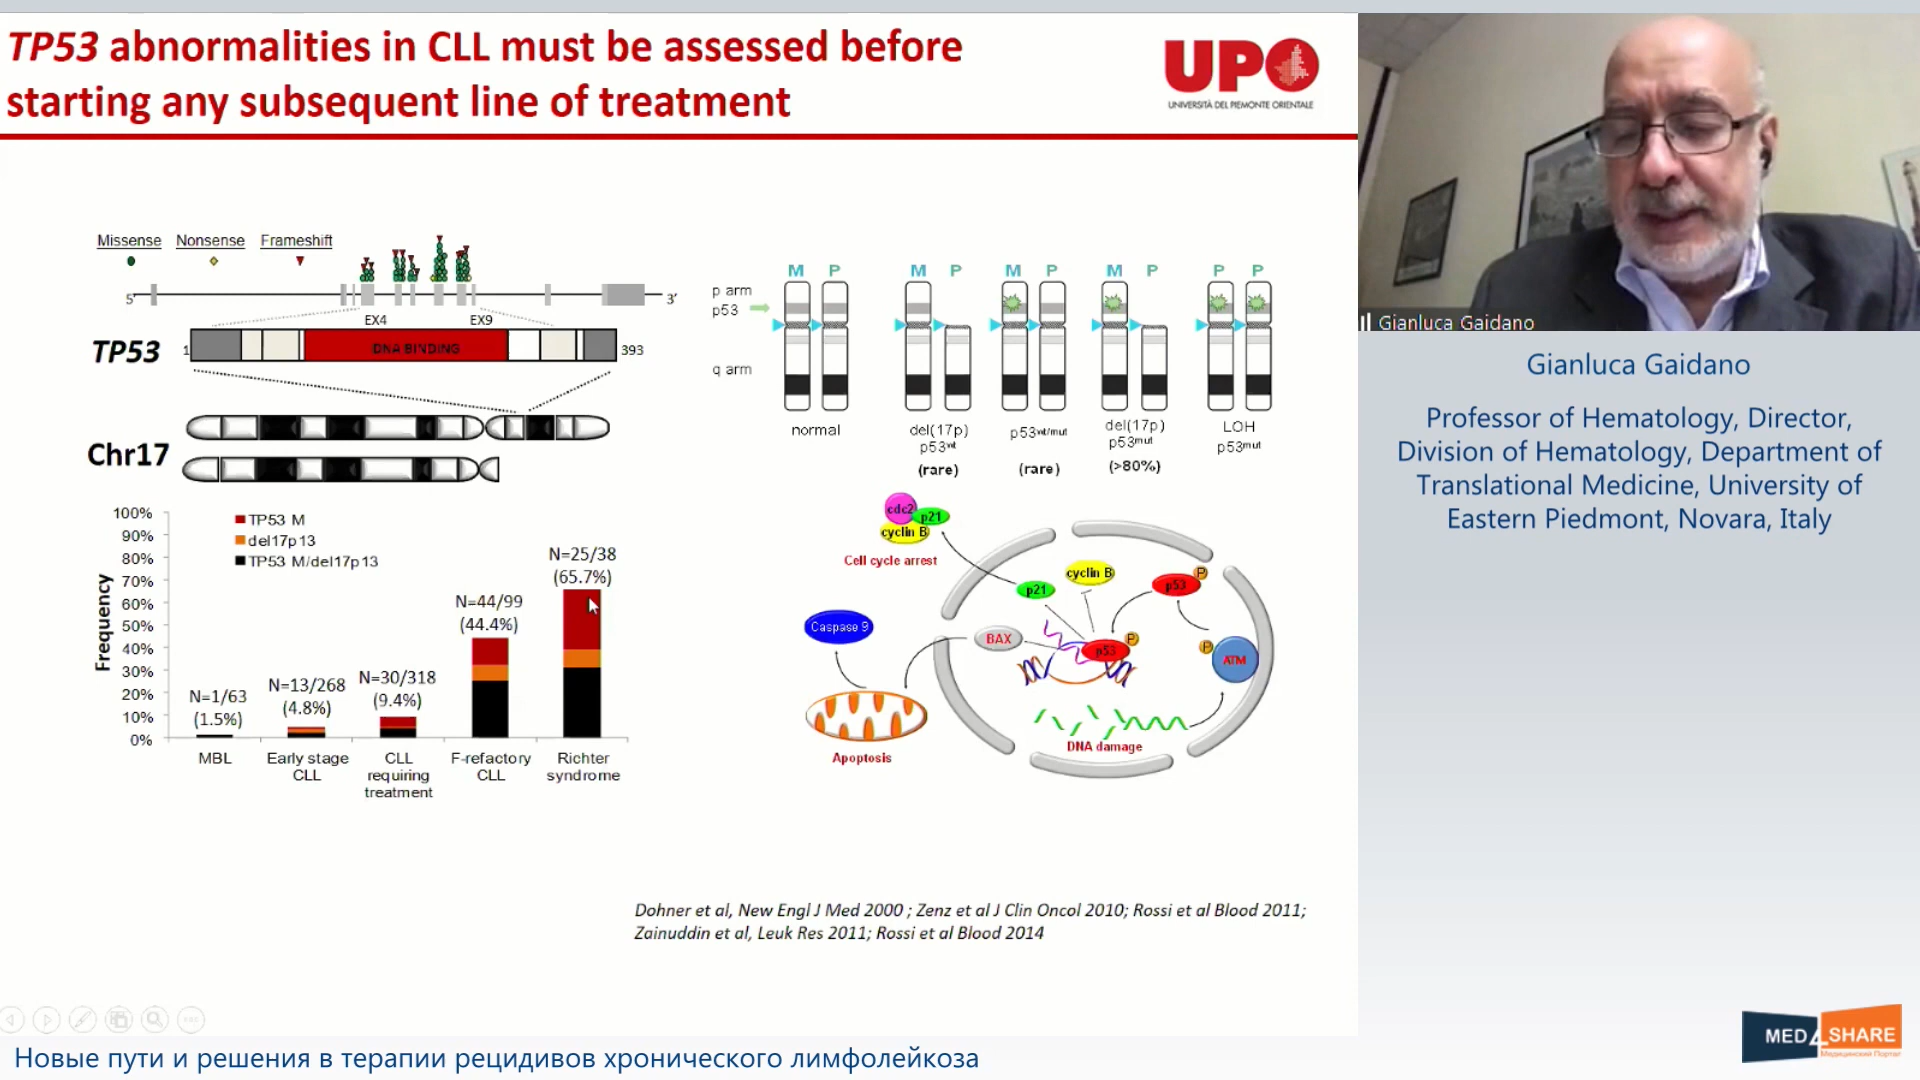 TP53 abnormalities in CLL must be assessed before
starting any subsequent line of treatment
UPO
UNIVERSITÀ DEL PIEMONTE ORIENTALE
Missense Nonsense Frameshift
5' 3'
EX4 EX9
TP53 1 DNA BINDING 393
Chr17
M P M P M P M P P P
p arm
p53
q arm
normal
del(17p)
p53wt
(rare)
p53wt/mut
(rare)
del(17p)
p53mut
(>80%)
LOH
p53mut
Frequency
100%
90%
80%
70%
60%
50%
40%
30%
20%
10%
0%
TP53 M
del17p13
TP53 M/del17p13
N=1/63
(1.5%)
N=13/268
(4.8%)
N=30/318
(9.4%)
N=44/99
(44.4%)
N=25/38
(65.7%)
MBL
Early stage
CLL
CLL
requiring
treatment
F-refactory
CLL
Richter
syndrome
cdc2
p21
cyclin B
Cell cycle arrest
p21
cyclin B
p53
P
Caspase 9
BAX
p53
P
P
ATM
DNA damage
Apoptosis
Dohner et al, New Engl J Med 2000 ; Zenz et al J Clin Oncol 2010; Rossi et al Blood 2011;
Zainuddin et al, Leuk Res 2011; Rossi et al Blood 2014
Gianluca Gaidano
Gianluca Gaidano
Professor of Hematology, Director,
Division of Hematology, Department of
Translational Medicine, University of
Eastern Piedmont, Novara, Italy
MED4SHARE
Медицинский Портал
Новые пути и решения в терапии рецидивов хронического лимфолейкоза